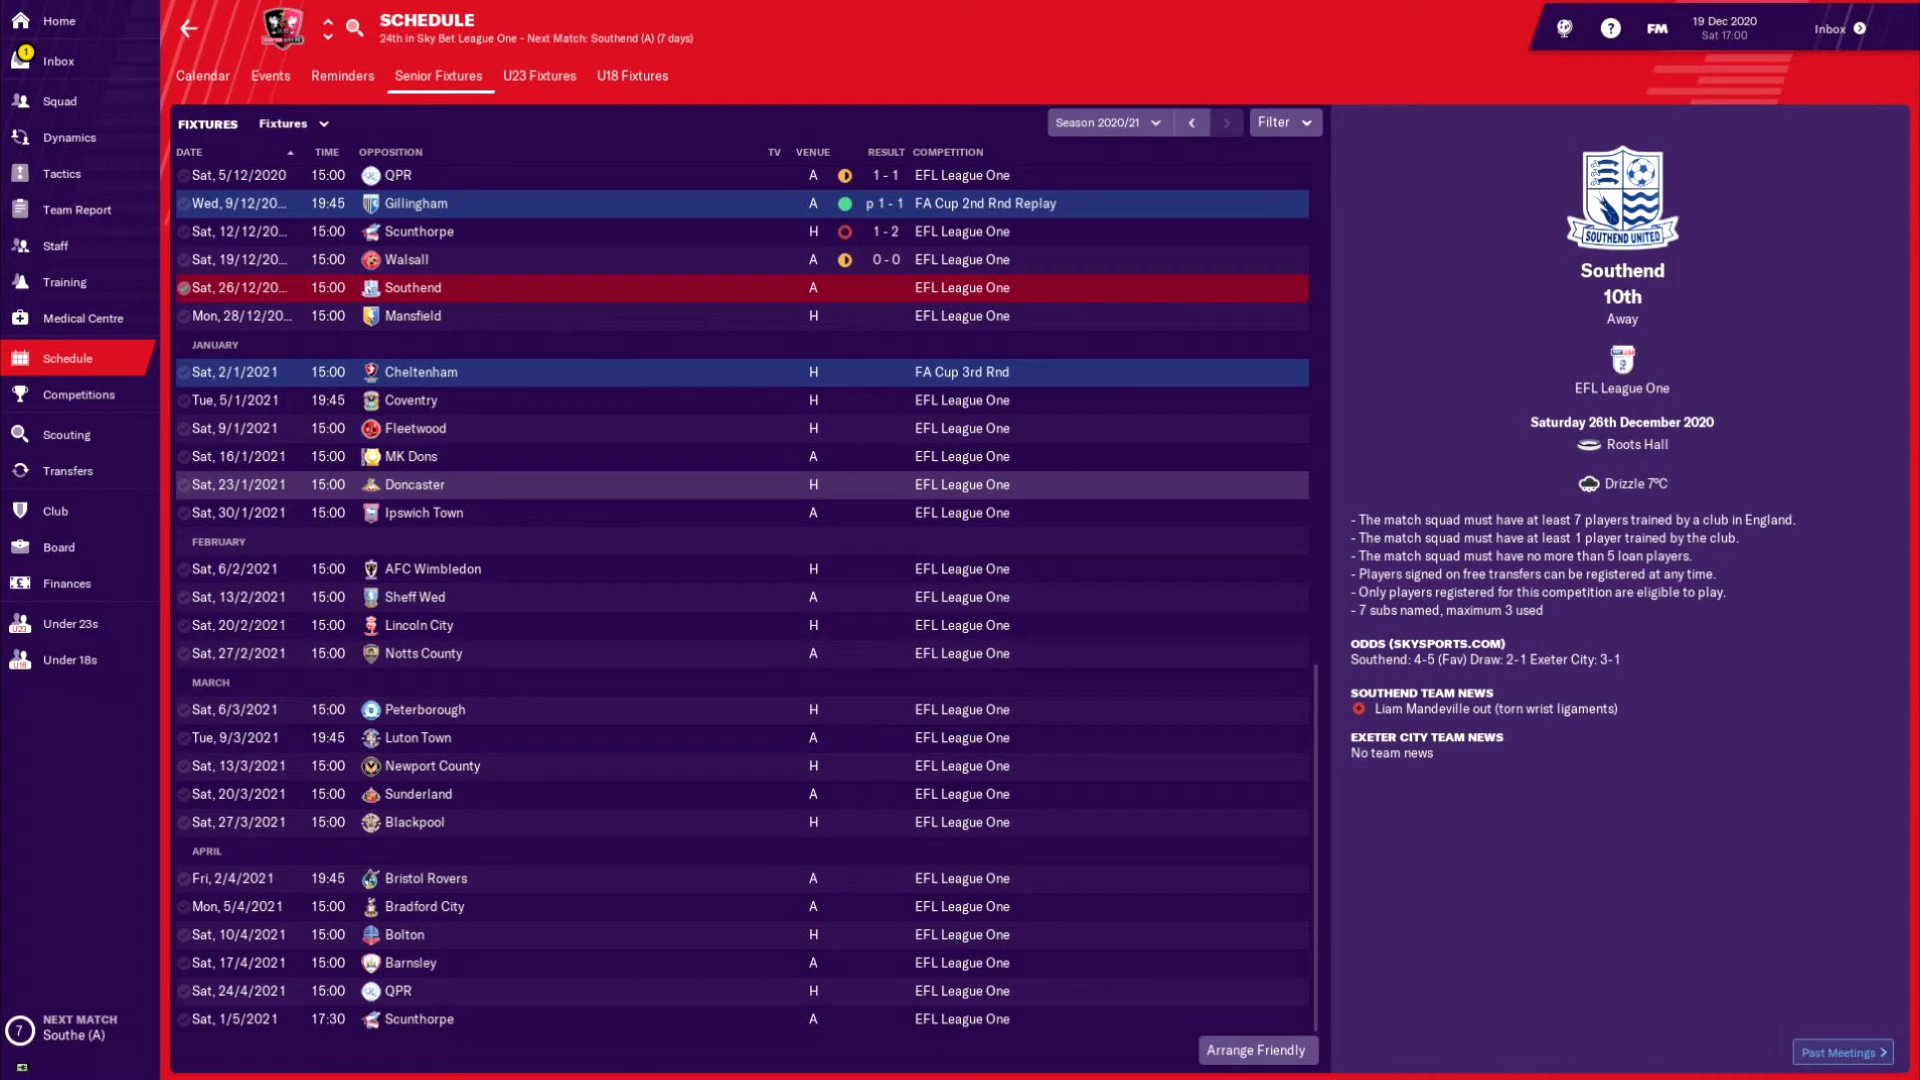 Home
1
Inbox
Squad
Dynamics
Tactics
Team Report
Staff
Training
Medical Centre
Schedule
Competitions
Scouting
Transfers
Club
Board
Finances
U23
Under 23s
U18
Under 18s
7
NEXT MATCH
Southe (A)
SCHEDULE
24th in Sky Bet League One - Next Match: Southend (A) (7 days)
FM
19 Dec 2020
Sat 17:00
Inbox
Calendar Events Reminders Senior Fixtures U23 Fixtures U18 Fixtures
FIXTURES Fixtures Season 2020/21 Filter
DATE TIME OPPOSITION TV VENUE RESULT COMPETITION
Sat, 5/12/2020 15:00 QPR A 1 - 1 EFL League One
Wed, 9/12/20... 19:45 Gillingham A p 1 - 1 FA Cup 2nd Rnd Replay
Sat, 12/12/20... 15:00 Scunthorpe H 1 - 2 EFL League One
Sat, 19/12/20... 15:00 Walsall A 0 - 0 EFL League One
Sat, 26/12/20... 15:00 Southend A EFL League One
Mon, 28/12/20... 15:00 Mansfield H EFL League One
JANUARY
Sat, 2/1/2021 15:00 Cheltenham H FA Cup 3rd Rnd
Tue, 5/1/2021 19:45 Coventry H EFL League One
Sat, 9/1/2021 15:00 Fleetwood H EFL League One
Sat, 16/1/2021 15:00 MK Dons A EFL League One
Sat, 23/1/2021 15:00 Doncaster H EFL League One
Sat, 30/1/2021 15:00 Ipswich Town A EFL League One
FEBRUARY
Sat, 6/2/2021 15:00 AFC Wimbledon H EFL League One
Sat, 13/2/2021 15:00 Sheff Wed A EFL League One
Sat, 20/2/2021 15:00 Lincoln City H EFL League One
Sat, 27/2/2021 15:00 Notts County A EFL League One
MARCH
Sat, 6/3/2021 15:00 Peterborough H EFL League One
Tue, 9/3/2021 19:45 Luton Town A EFL League One
Sat, 13/3/2021 15:00 Newport County H EFL League One
Sat, 20/3/2021 15:00 Sunderland A EFL League One
Sat, 27/3/2021 15:00 Blackpool H EFL League One
APRIL
Fri, 2/4/2021 19:45 Bristol Rovers A EFL League One
Mon, 5/4/2021 15:00 Bradford City A EFL League One
Sat, 10/4/2021 15:00 Bolton H EFL League One
Sat, 17/4/2021 15:00 Barnsley A EFL League One
Sat, 24/4/2021 15:00 QPR H EFL League One
Sat, 1/5/2021 17:30 Scunthorpe A EFL League One
Arrange Friendly
SOUTHEND UNITED
Southend
10th
Away
EFL League One
Saturday 26th December 2020
Roots Hall
Drizzle 7ºC
- The match squad must have at least 7 players trained by a club in England.
- The match squad must have at least 1 player trained by the club.
- The match squad must have no more than 5 loan players.
- Players signed on free transfers can be registered at any time.
- Only players registered for this competition are eligible to play.
- 7 subs named, maximum 3 used
ODDS (SKYSPORTS.COM)
Southend: 4-5 (Fav) Draw: 2-1 Exeter City: 3-1
SOUTHEND TEAM NEWS
Liam Mandeville out (torn wrist ligaments)
EXETER CITY TEAM NEWS
No team news
Past Meetings